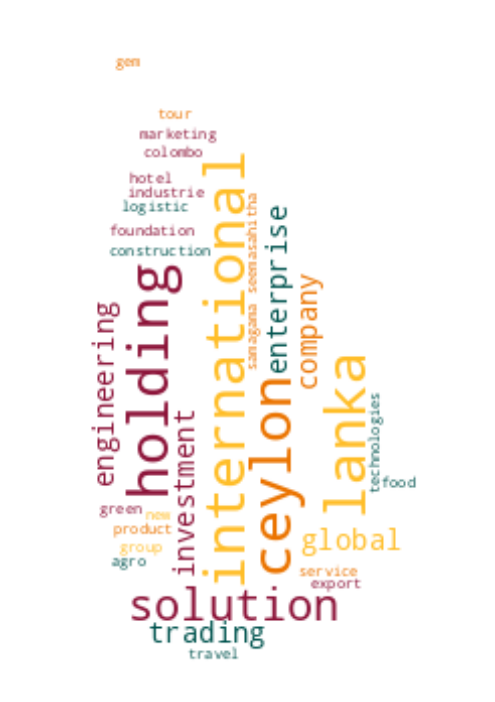 gem
tour
marketing
colombo
hotel
industrie
logistic
foundation
construction
international
samagama seemasahitha
enterprise
holding
company
engineering
lanka
ceylon
technologies
investment
food
green
new
product
global
group
agro
service
export
solution
trading
travel